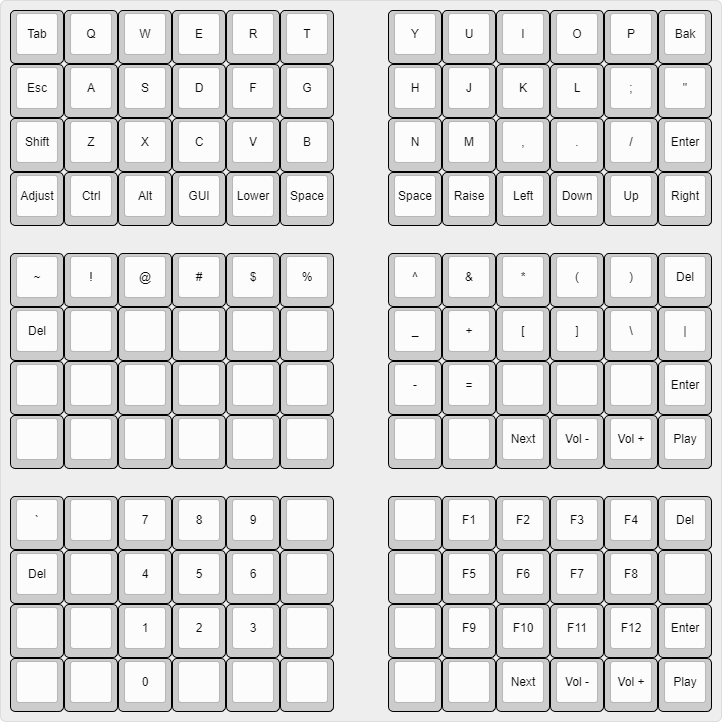 Tab Q W E R T Y U I O P Bak
Esc A S D F G H J K L ; "
Shift Z X C V B N M , . / Enter
Adjust Ctrl Alt GUI Lower Space Space Raise Left Down Up Right
~ ! @ # $ % ^ & * ( ) Del
Del _ + [ ] \ |
- = Enter
Next Vol - Vol + Play
` 7 8 9 F1 F2 F3 F4 Del
Del 4 5 6 F5 F6 F7 F8
1 2 3 F9 F10 F11 F12 Enter
0 Next Vol - Vol + Play